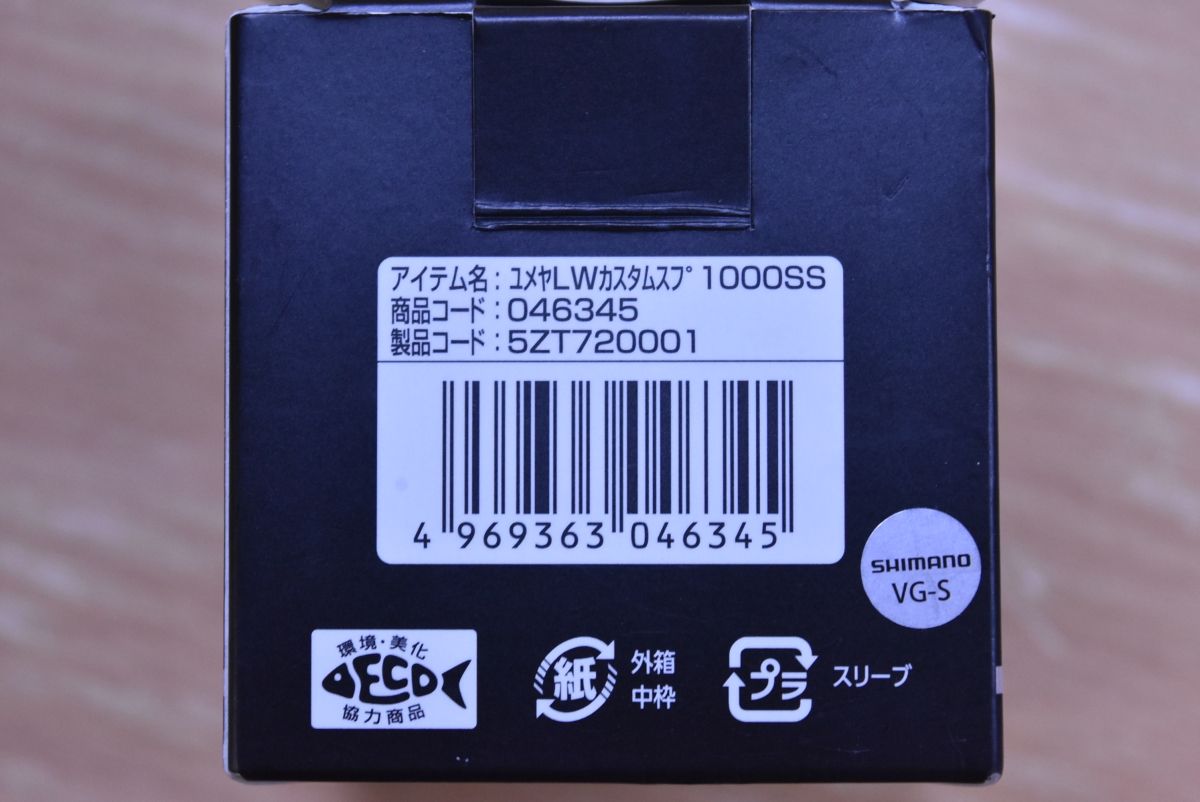 アイテム名：ﾕﾒﾔLWｶｽﾀﾑｽﾌﾟ 1000SS
商品コード：046345
製品コード：5ZT720001
4 969363 046345
SHIMANO
VG-S
環境・美化
ECO
協力商品
紙
外箱
中枠
プラ
スリーブ